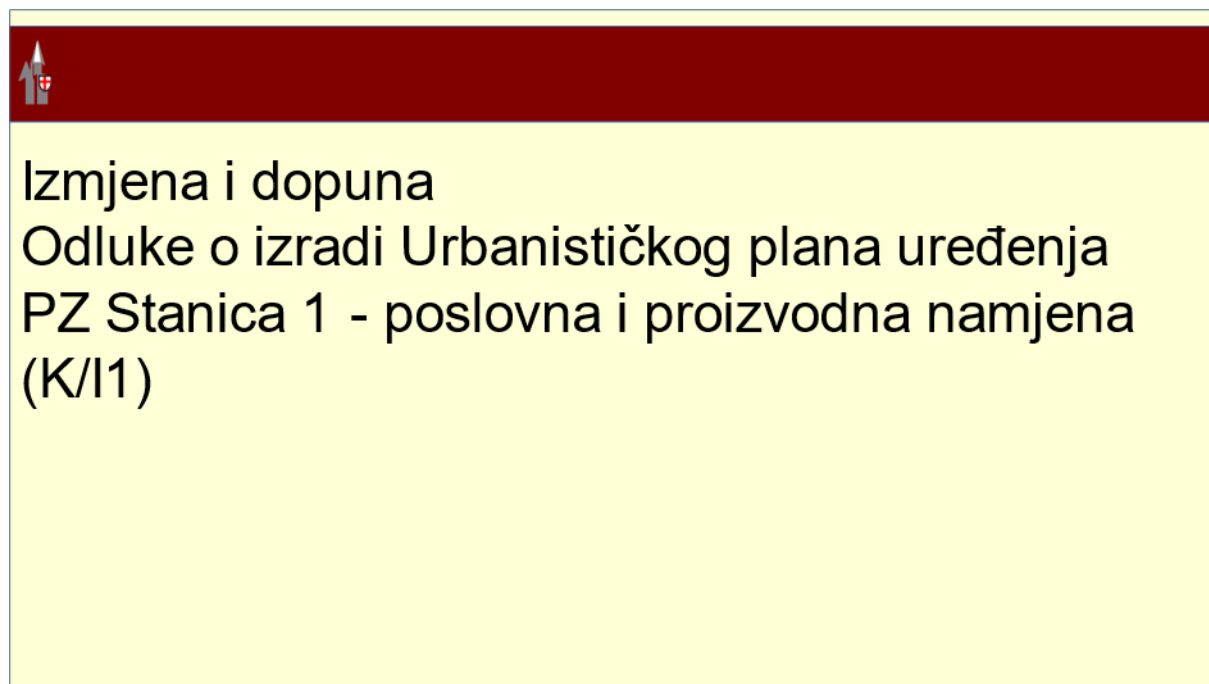 Izmjena i dopuna
Odluke o izradi Urbanističkog plana uređenja
PZ Stanica 1 - poslovna i proizvodna namjena
(K/I1)